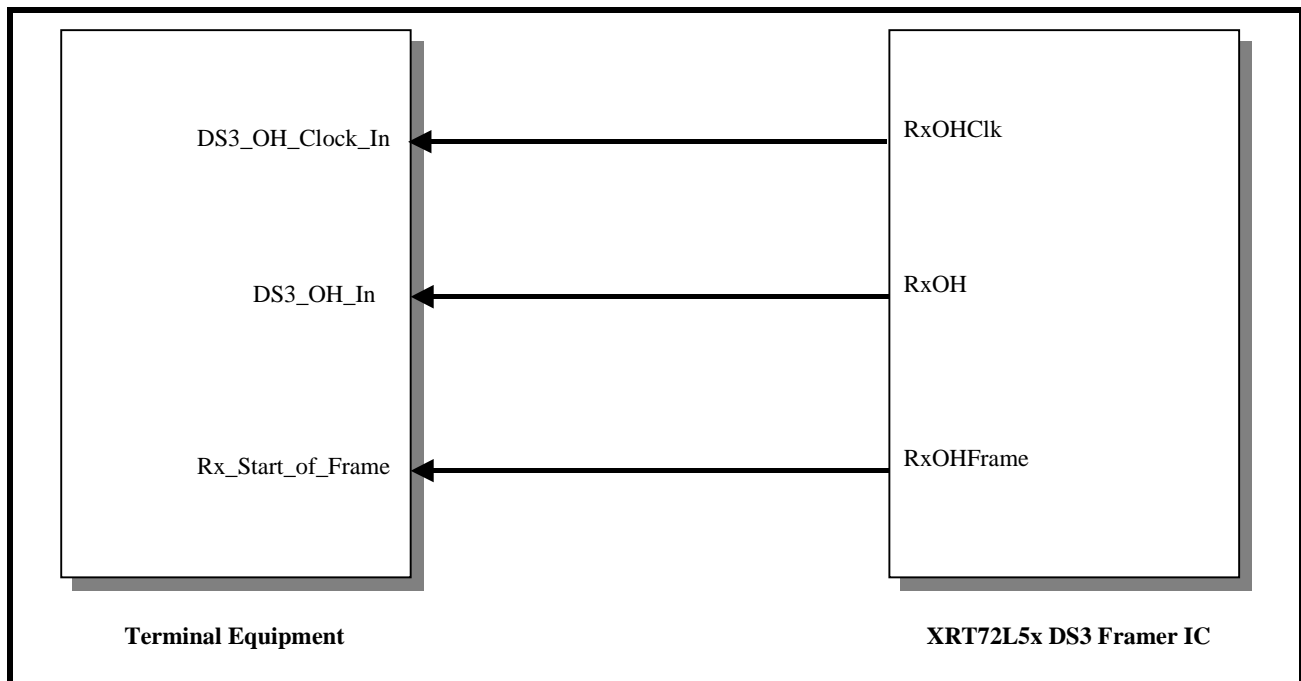 DS3_OH_Clock_In
RxOHClk
DS3_OH_In
RxOH
Rx_Start_of_Frame
RxOHFrame
Terminal Equipment
XRT72L5x DS3 Framer IC